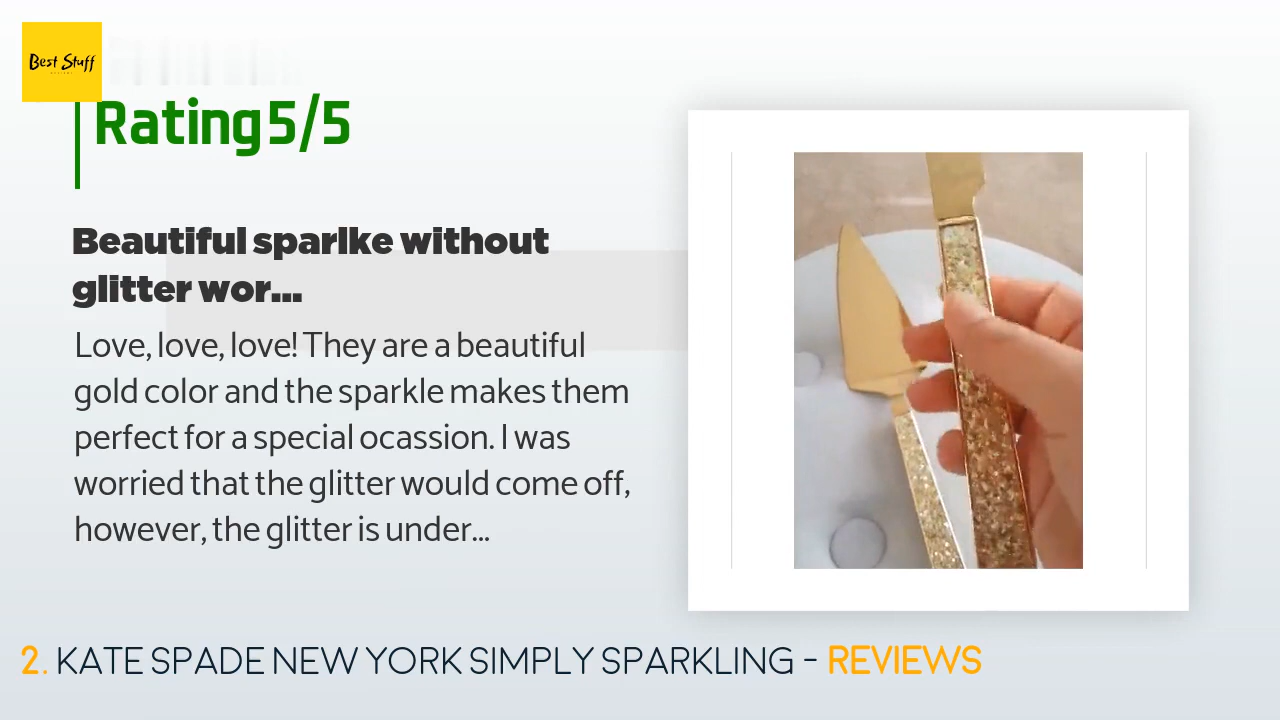 Best Stuff
Rating 5/5
Beautiful sparlke without
glitter wor...
Love, love, love! They are a beautiful
gold color and the sparkle makes them
perfect for a special ocassion. I was
worried that the glitter would come off,
however, the glitter is under...
2. KATE SPADE NEW YORK SIMPLY SPARKLING - REVIEWS